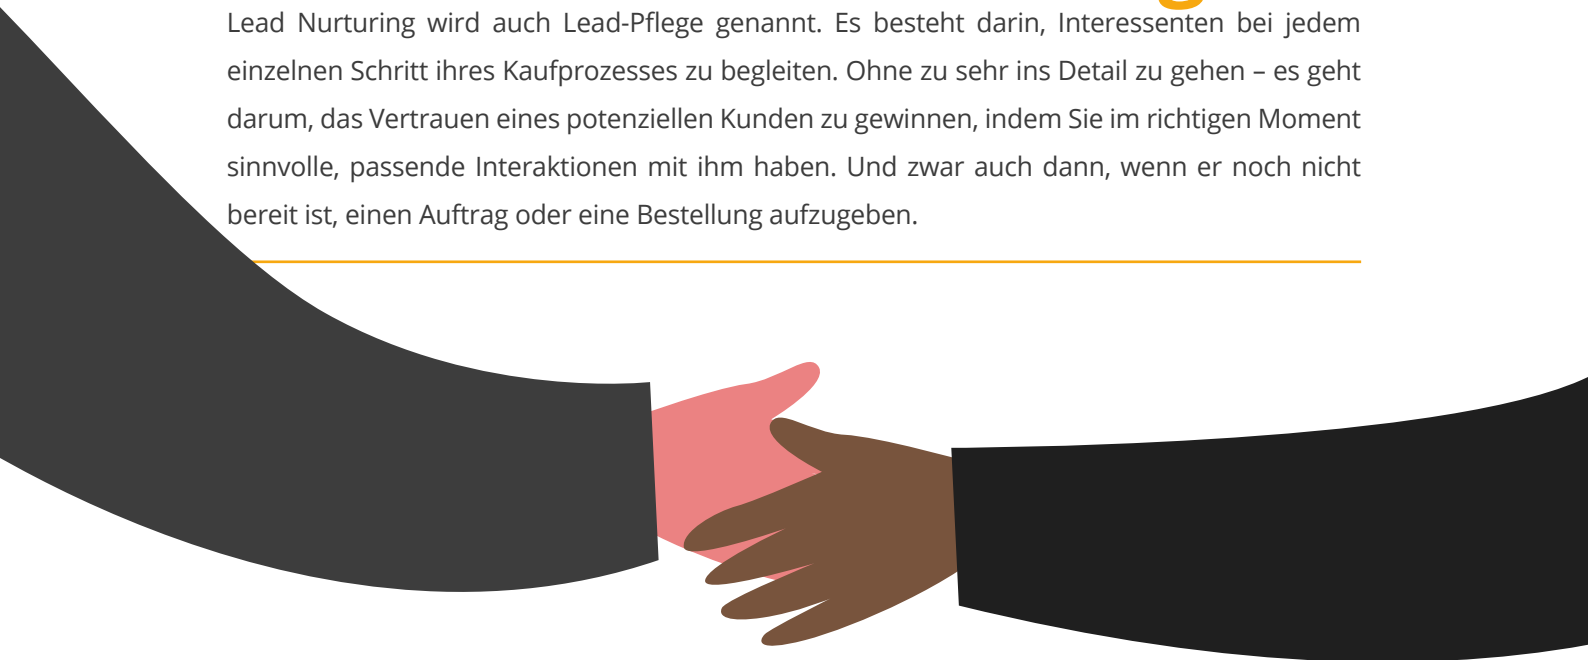 Lead Nurturing wird auch Lead-Pflege genannt. Es besteht darin, Interessenten bei jedem
einzelnen Schritt ihres Kaufprozesses zu begleiten. Ohne zu sehr ins Detail zu gehen – es geht
darum, das Vertrauen eines potenziellen Kunden zu gewinnen, indem Sie im richtigen Moment
sinnvolle, passende Interaktionen mit ihm haben. Und zwar auch dann, wenn er noch nicht
bereit ist, einen Auftrag oder eine Bestellung aufzugeben.